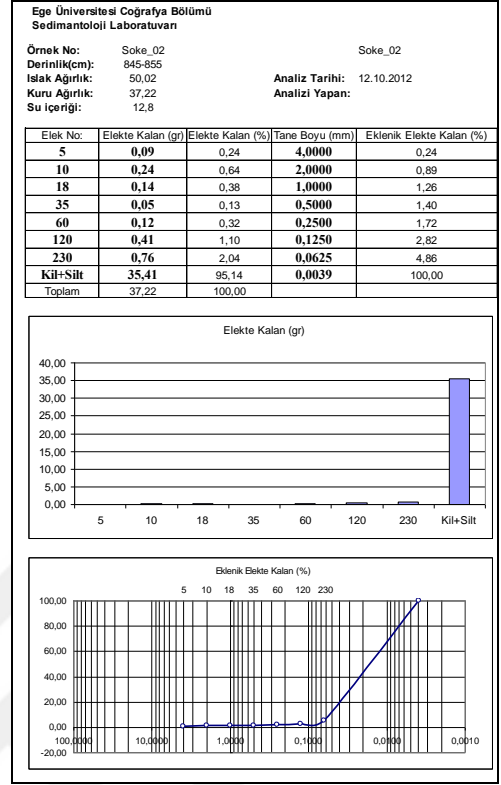 Ege Üniversitesi Coğrafya Bölümü
Sedimantoloji Laboratuvarı
Örnek No: Soke_02 Soke_02
Derinlik(cm): 845-855
Islak Ağırlık: 50,02 Analiz Tarihi: 12.10.2012
Kuru Ağırlık: 37,22 Analizi Yapan:
Su içeriği: 12,8
Elek No: Elekte Kalan (gr) Elekte Kalan (%) Tane Boyu (mm) Eklenik Elekte Kalan (%)
5 0,09 0,24 4,0000 0,24
10 0,24 0,64 2,0000 0,89
18 0,14 0,38 1,0000 1,26
35 0,05 0,13 0,5000 1,40
60 0,12 0,32 0,2500 1,72
120 0,41 1,10 0,1250 2,82
230 0,76 2,04 0,0625 4,86
Kil+Silt 35,41 95,14 0,0039 100,00
Toplam 37,22 100,00
Elekte Kalan (gr)
40,00
35,00
30,00
25,00
20,00
15,00
10,00
5,00
0,00
5 10 18 35 60 120 230 Kil+Silt
Eklenik Elekte Kalan (%)
5 10 18 35 60 120 230
100,00
80,00
60,00
40,00
20,00
0,00
100,0000 10,0000 1,0000 0,1000 0,0100 0,0010
-20,00